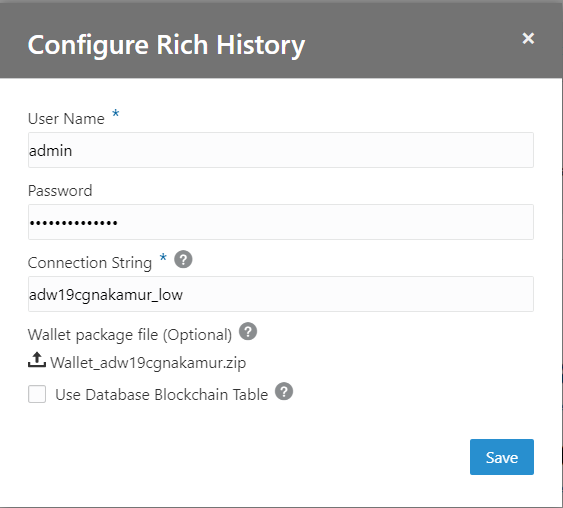 Configure Rich History ×
User Name *
admin
Password
••••••••••••••
Connection String * ?
adw19cgnakamur_low
Wallet package file (Optional) ?
Wallet_adw19cgnakamur.zip
Use Database Blockchain Table ?
Save